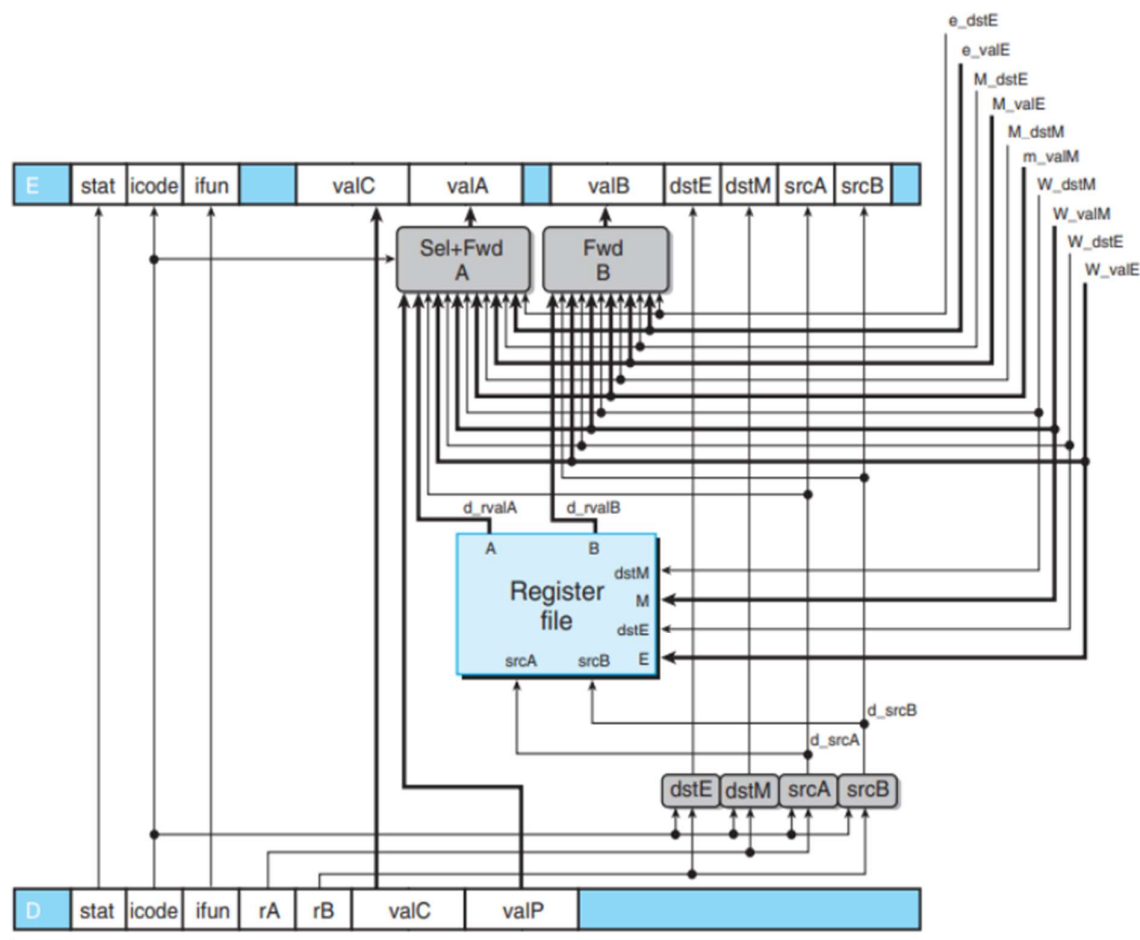 e_dstE
e_valE
M_dstE
M_valE
M_dstM
m_valM
W_dstM
W_valM
W_dstE
W_valE
E stat icode ifun valC valA valB dstE dstM srcA srcB
Sel+Fwd
A
Fwd
B
d_rvalA d_rvalB
A B
dstM
Register
M
file
dstE
srcA srcB E
d_srcB
d_srcA
dstE dstM srcA srcB
D stat icode ifun rA rB valC valP